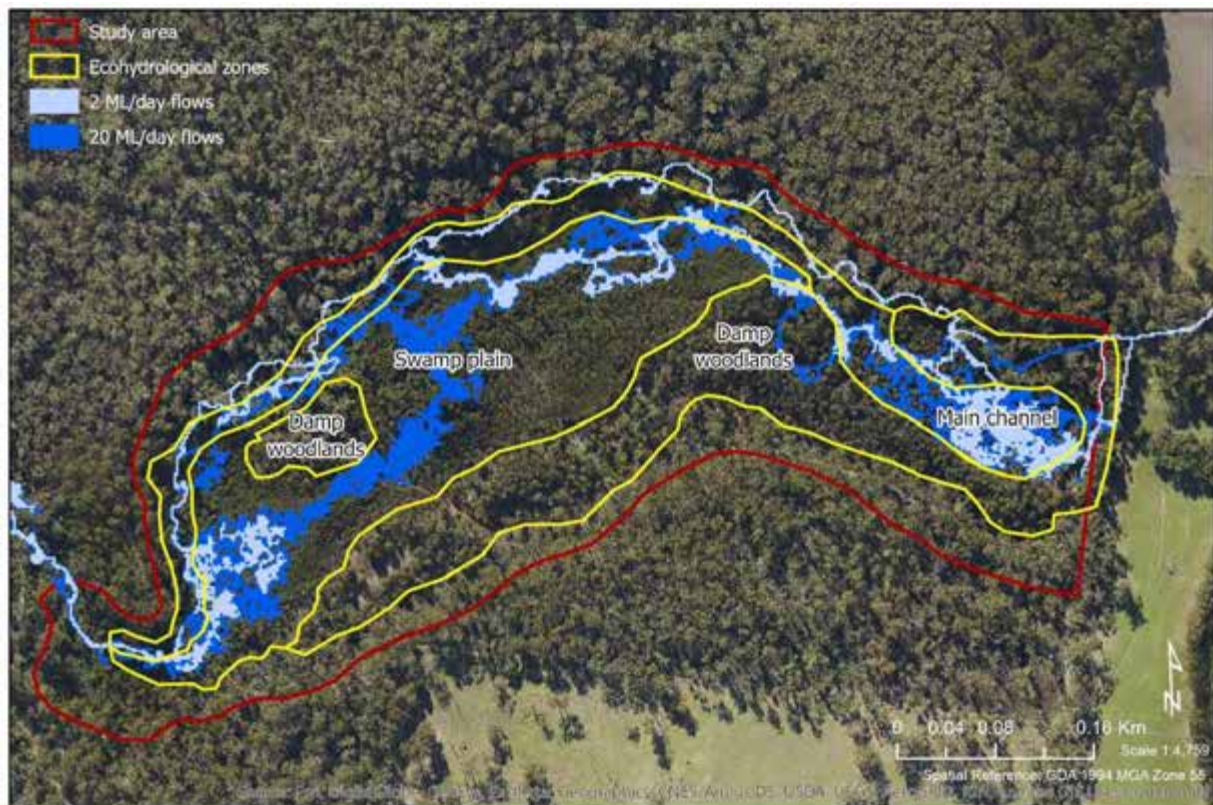 Study area
Ecohydrological zones
2 ML/day flows
20 ML/day flows
Swamp plain
Damp
woodlands
Damp
woodlands
Main channel
N
0 0.04 0.08 0.16 Km
Scale 1:4,759
Spatial Reference: GDA 1994 MGA Zone 55